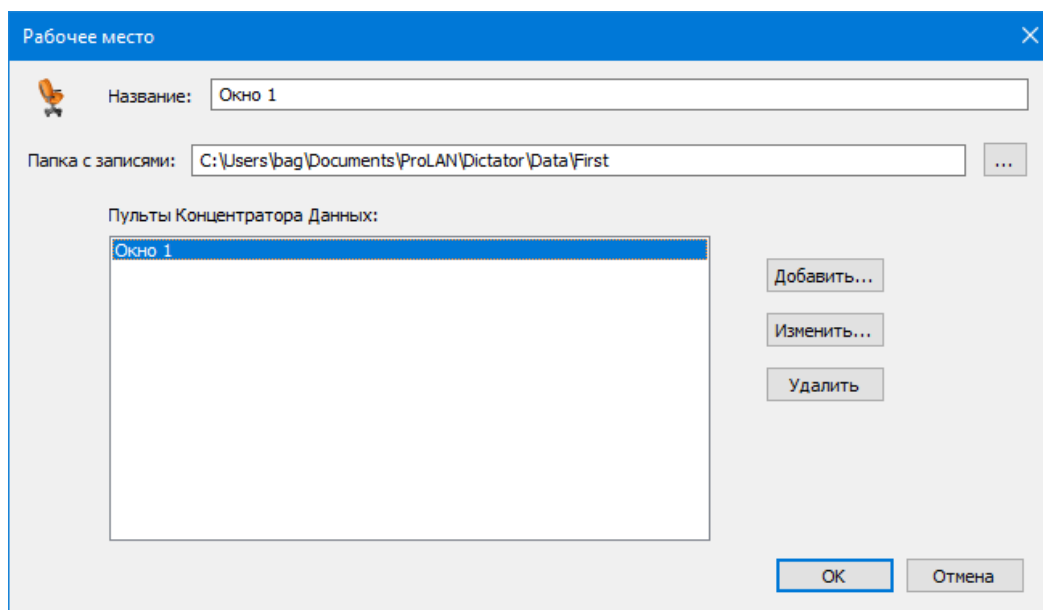 Рабочее место
Название: Окно 1
Папка с записями: C:\Users\bag\Documents\ProLAN\Dictator\Data\First ...
Пульты Концентратора Данных:
Окно 1
Добавить...
Изменить...
Удалить
OK Отмена